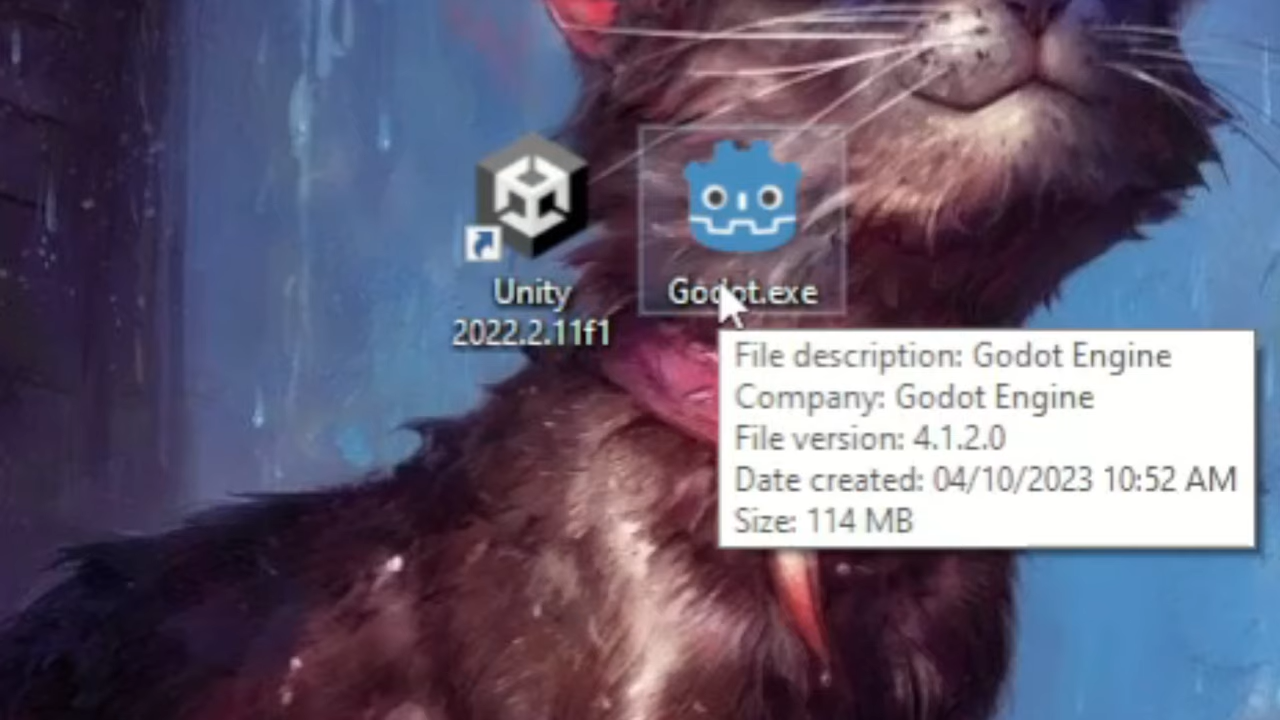 Unity
2022.2.11f1
Godot.exe
File description: Godot Engine
Company: Godot Engine
File version: 4.1.2.0
Date created: 04/10/2023 10:52 AM
Size: 114 MB